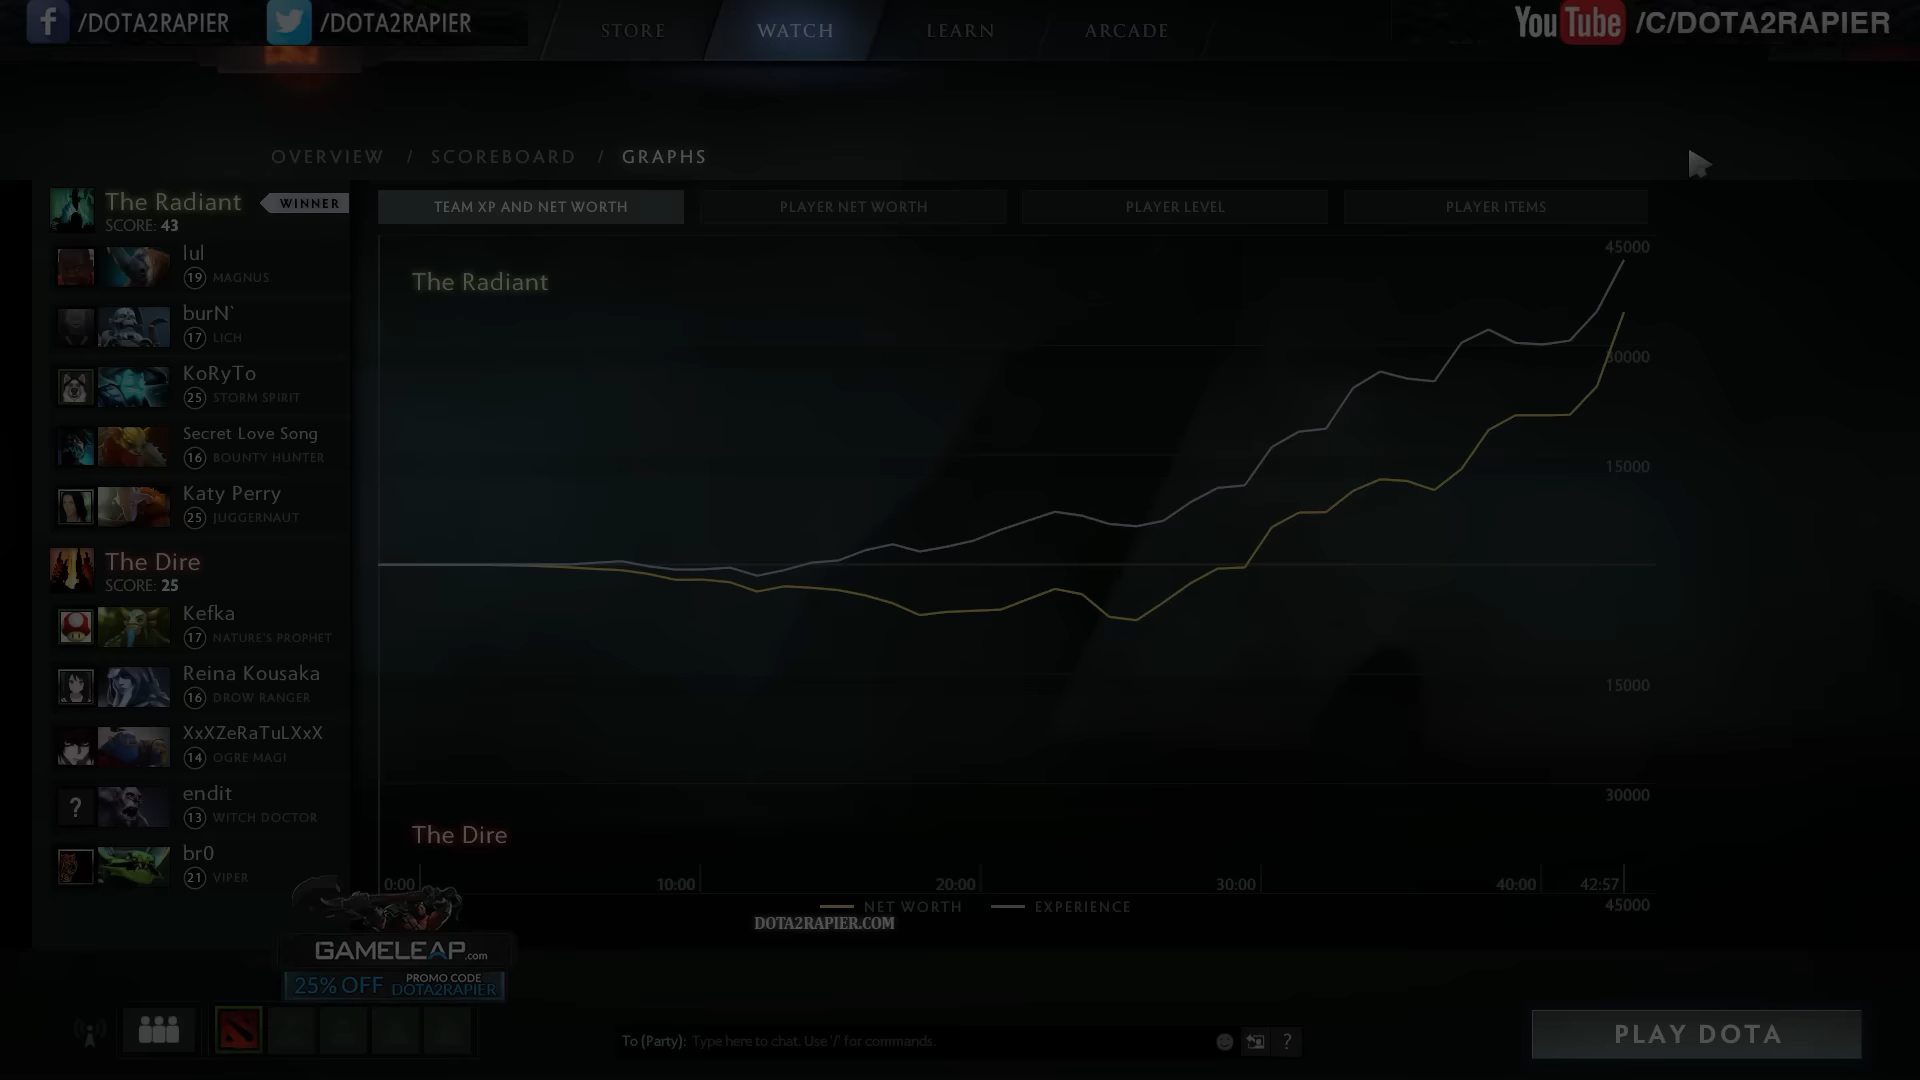 /DOTA2RAPIER
/DOTA2RAPIER
STORE
WATCH
LEARN
ARCADE
YouTube /C/DOTA2RAPIER
OVERVIEW / SCOREBOARD / GRAPHS
The Radiant
WINNER
SCORE: 43
lul
19 MAGNUS
burN`
17 LICH
KoRyTo
25 STORM SPIRIT
Secret Love Song
16 BOUNTY HUNTER
Katy Perry
25 JUGGERNAUT
The Dire
SCORE: 25
Kefka
17 NATURE'S PROPHET
Reina Kousaka
16 DROW RANGER
XxXZeRaTuLXxX
14 OGRE MAGI
?
endit
13 WITCH DOCTOR
br0
21 VIPER
TEAM XP AND NET WORTH
PLAYER NET WORTH
PLAYER LEVEL
PLAYER ITEMS
The Radiant
45000
30000
15000
15000
30000
45000
The Dire
0:00
10:00
20:00
30:00
40:00
42:57
NET WORTH
EXPERIENCE
DOTA2RAPIER.COM
GAMELEAP.com
25% OFF
PROMO CODE
DOTA2RAPIER
To (Party): Type here to chat. Use '/' for commands.
?
PLAY DOTA